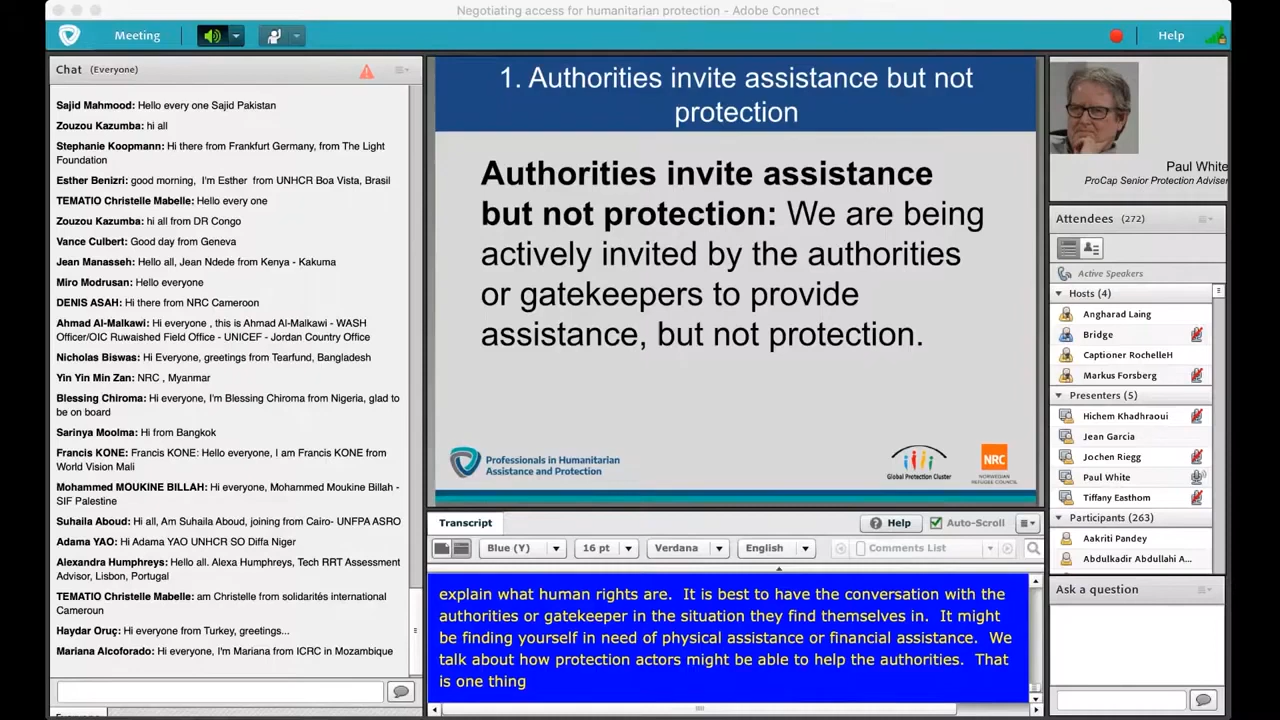 Negotiating access for humanitarian protection - Adobe Connect
Meeting
Help
Chat (Everyone)
Sajid Mahmood: Hello every one Sajid Pakistan
Zouzou Kazumba: hi all
Stephanie Koopmann: Hi there from Frankfurt Germany, from The Light
Foundation
Esther Benizri: good morning, I'm Esther from UNHCR Boa Vista, Brasil
TEMATIO Christelle Mabelle: Hello every one
Zouzou Kazumba: hi all from DR Congo
Vance Culbert: Good day from Geneva
Jean Manasseh: Hello all, Jean Ndede from Kenya - Kakuma
Miro Modrusan: Hello everyone
DENIS ASAH: Hi there from NRC Cameroon
Ahmad Al-Malkawi: Hi everyone , this is Ahmad Al-Malkawi - WASH
Officer/OIC Ruwaished Field Office - UNICEF - Jordan Country Office
Nicholas Biswas: Hi Everyone, greetings from Tearfund, Bangladesh
Yin Yin Min Zan: NRC , Myanmar
Blessing Chiroma: Hi everyone, I'm Blessing Chiroma from Nigeria, glad to
be on board
Sarinya Moolma: Hi from Bangkok
Francis KONE: Francis KONE: Hello everyone, I am Francis KONE from
World Vision Mali
Mohammed MOUKINE BILLAH: Hi everyone, Mohamed Moukine Billah -
SIF Palestine
Suhaila Aboud: Hi all, Am Suhaila Aboud, joining from Cairo- UNFPA ASRO
Adama YAO: Hi Adama YAO UNHCR SO Diffa Niger
Alexandra Humphreys: Hello all. Alexa Humphreys, Tech RRT Assessment
Advisor, Lisbon, Portugal
TEMATIO Christelle Mabelle: am Christelle from solidarités international
Cameroun
Haydar Oruç: Hi everyone from Turkey, greetings...
Mariana Alcoforado: Hi everyone, I'm Mariana from ICRC in Mozambique
1. Authorities invite assistance but not
protection
Authorities invite assistance
but not protection: We are being
actively invited by the authorities
or gatekeepers to provide
assistance, but not protection.
Professionals in Humanitarian
Assistance and Protection
Global Protection Cluster
NRC
NORWEGIAN
REFUGEE COUNCIL
Transcript
Help
Auto-Scroll
Blue (Y)
16 pt
Verdana
English
Comments List
explain what human rights are. It is best to have the conversation with the
authorities or gatekeeper in the situation they find themselves in. It might
be finding yourself in need of physical assistance or financial assistance. We
talk about how protection actors might be able to help the authorities. That
is one thing
Paul White
ProCap Senior Protection Adviser
Attendees (272)
Active Speakers
Hosts (4)
Angharad Laing
Bridge
Captioner RochelleH
Markus Forsberg
Presenters (5)
Hichem Khadhraoui
Jean Garcia
Jochen Riegg
Paul White
Tiffany Easthom
Participants (263)
Aakriti Pandey
Abdulkadir Abdullahi A...
Ask a question